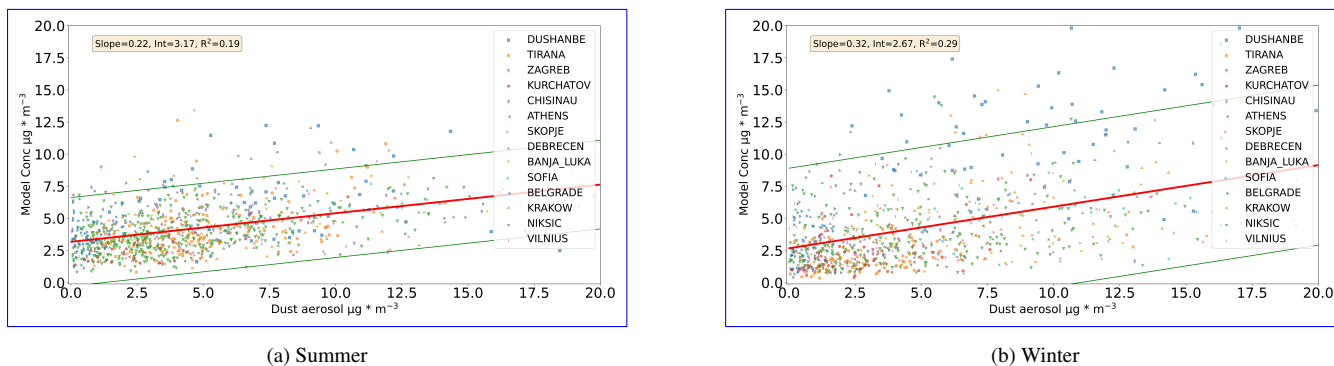 Slope=0.22, Int=3.17, R²=0.19
Model Conc µg * m⁻³
20.0
17.5
15.0
12.5
10.0
7.5
5.0
2.5
0.0
0.0 2.5 5.0 7.5 10.0 12.5 15.0 17.5 20.0
Dust aerosol µg * m⁻³
DUSHANBE
TIRANA
ZAGREB
KURCHATOV
CHISINAU
ATHENS
SKOPJE
DEBRECEN
BANJA_LUKA
SOFIA
BELGRADE
KRAKOW
NIKSIC
VILNIUS
(a) Summer
Slope=0.32, Int=2.67, R²=0.29
Model Conc µg * m⁻³
20.0
17.5
15.0
12.5
10.0
7.5
5.0
2.5
0.0
0.0 2.5 5.0 7.5 10.0 12.5 15.0 17.5 20.0
Dust aerosol µg * m⁻³
DUSHANBE
TIRANA
ZAGREB
KURCHATOV
CHISINAU
ATHENS
SKOPJE
DEBRECEN
BANJA_LUKA
SOFIA
BELGRADE
KRAKOW
NIKSIC
VILNIUS
(b) Winter